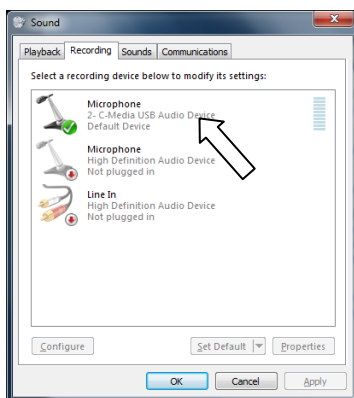 Sound
Playback Recording Sounds Communications
Select a recording device below to modify its settings:
Microphone
2- C-Media USB Audio Device
Default Device
Microphone
High Definition Audio Device
Not plugged in
Line In
High Definition Audio Device
Not plugged in
Configure Set Default Properties
OK Cancel Apply